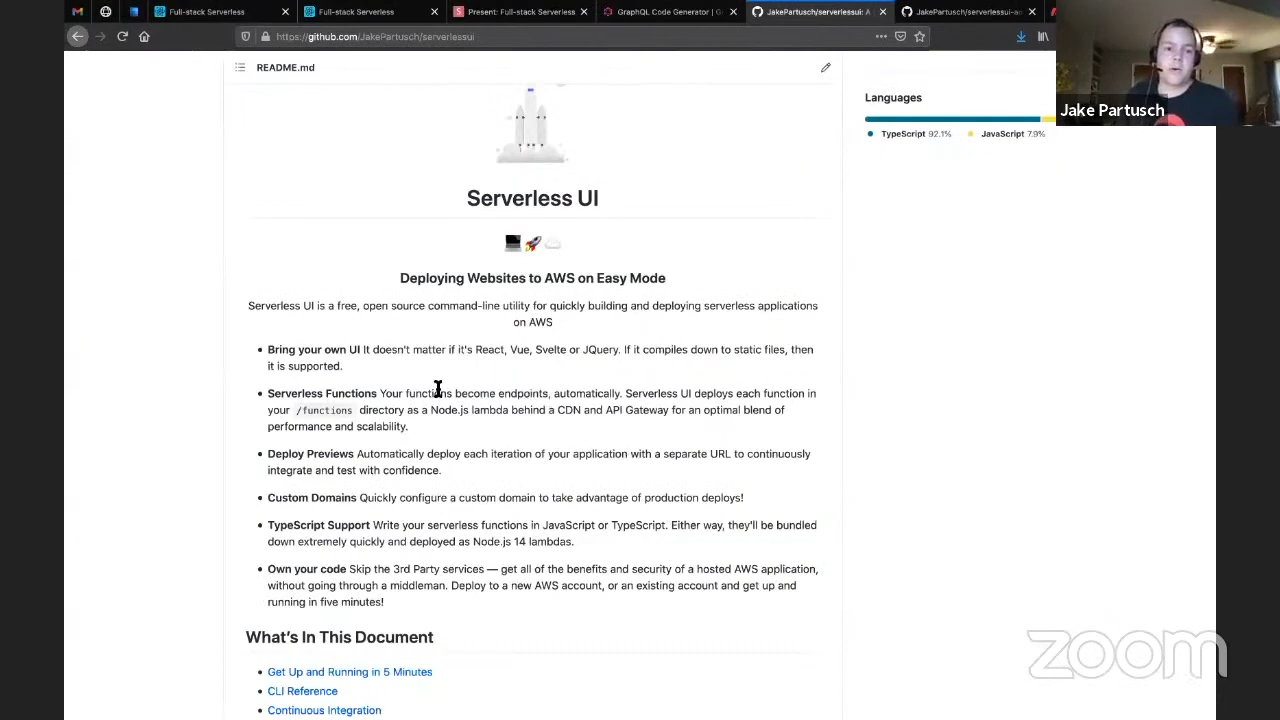 Full-stack Serverless
Full-stack Serverless
Present: Full-stack Serverless
GraphQL Code Generator | G
JakePartusch/serverlessui: A
JakePartusch/serverlessui-a
https://github.com/JakePartusch/serverlessui
Jake Partusch
README.md
Languages
TypeScript 92.1%
JavaScript 7.9%
Serverless UI
Deploying Websites to AWS on Easy Mode
Serverless UI is a free, open source command-line utility for quickly building and deploying serverless applications
on AWS
Bring your own UI It doesn't matter if it's React, Vue, Svelte or JQuery. If it compiles down to static files, then
it is supported.
Serverless Functions Your functions become endpoints, automatically. Serverless UI deploys each function in
your /functions directory as a Node.js lambda behind a CDN and API Gateway for an optimal blend of
performance and scalability.
Deploy Previews Automatically deploy each iteration of your application with a separate URL to continuously
integrate and test with confidence.
Custom Domains Quickly configure a custom domain to take advantage of production deploys!
TypeScript Support Write your serverless functions in JavaScript or TypeScript. Either way, they'll be bundled
down extremely quickly and deployed as Node.js 14 lambdas.
Own your code Skip the 3rd Party services — get all of the benefits and security of a hosted AWS application,
without going through a middleman. Deploy to a new AWS account, or an existing account and get up and
running in five minutes!
What's In This Document
Get Up and Running in 5 Minutes
CLI Reference
Continuous Integration
zoom